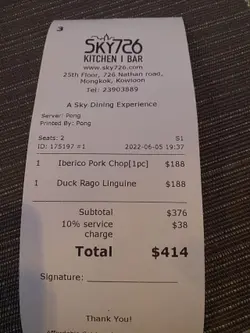 3
SKY726
KITCHEN | BAR
www.sky726.com
25th Floor, 726 Nathan road,
Mongkok, Kowloon
Tel: 23903889
A Sky Dining Experience
Server: Pong
Printed By: Pong
Seats: 2 S1
ID: 175197 #1 2022-06-05 19:37
1 Iberico Pork Chop[1pc] $188
1 Duck Rago Linguine $188
Subtotal $376
10% service $38
charge
Total $414
Signature:
Thank You!